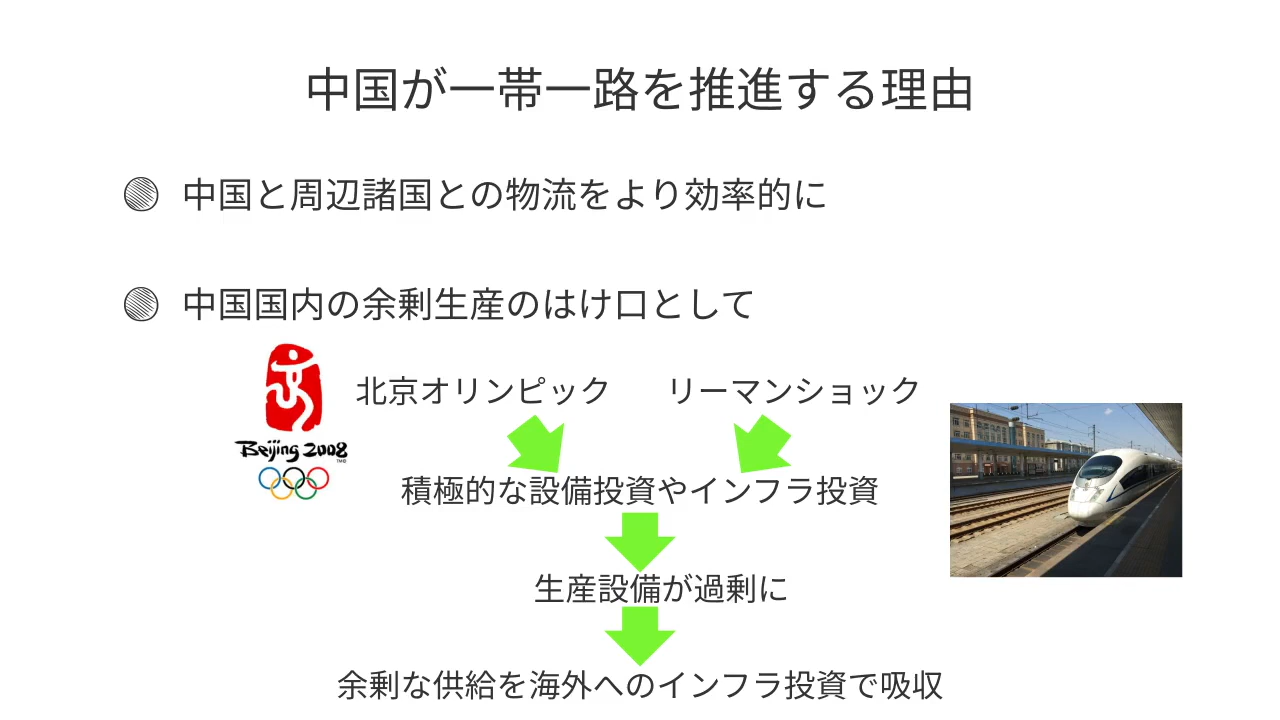 中国が一帯一路を推進する理由
中国と周辺諸国との物流をより効率的に
中国国内の余剰生産のはけ口として
北京オリンピック
リーマンショック
Beijing 2008
TM
積極的な設備投資やインフラ投資
生産設備が過剰に
余剰な供給を海外へのインフラ投資で吸収